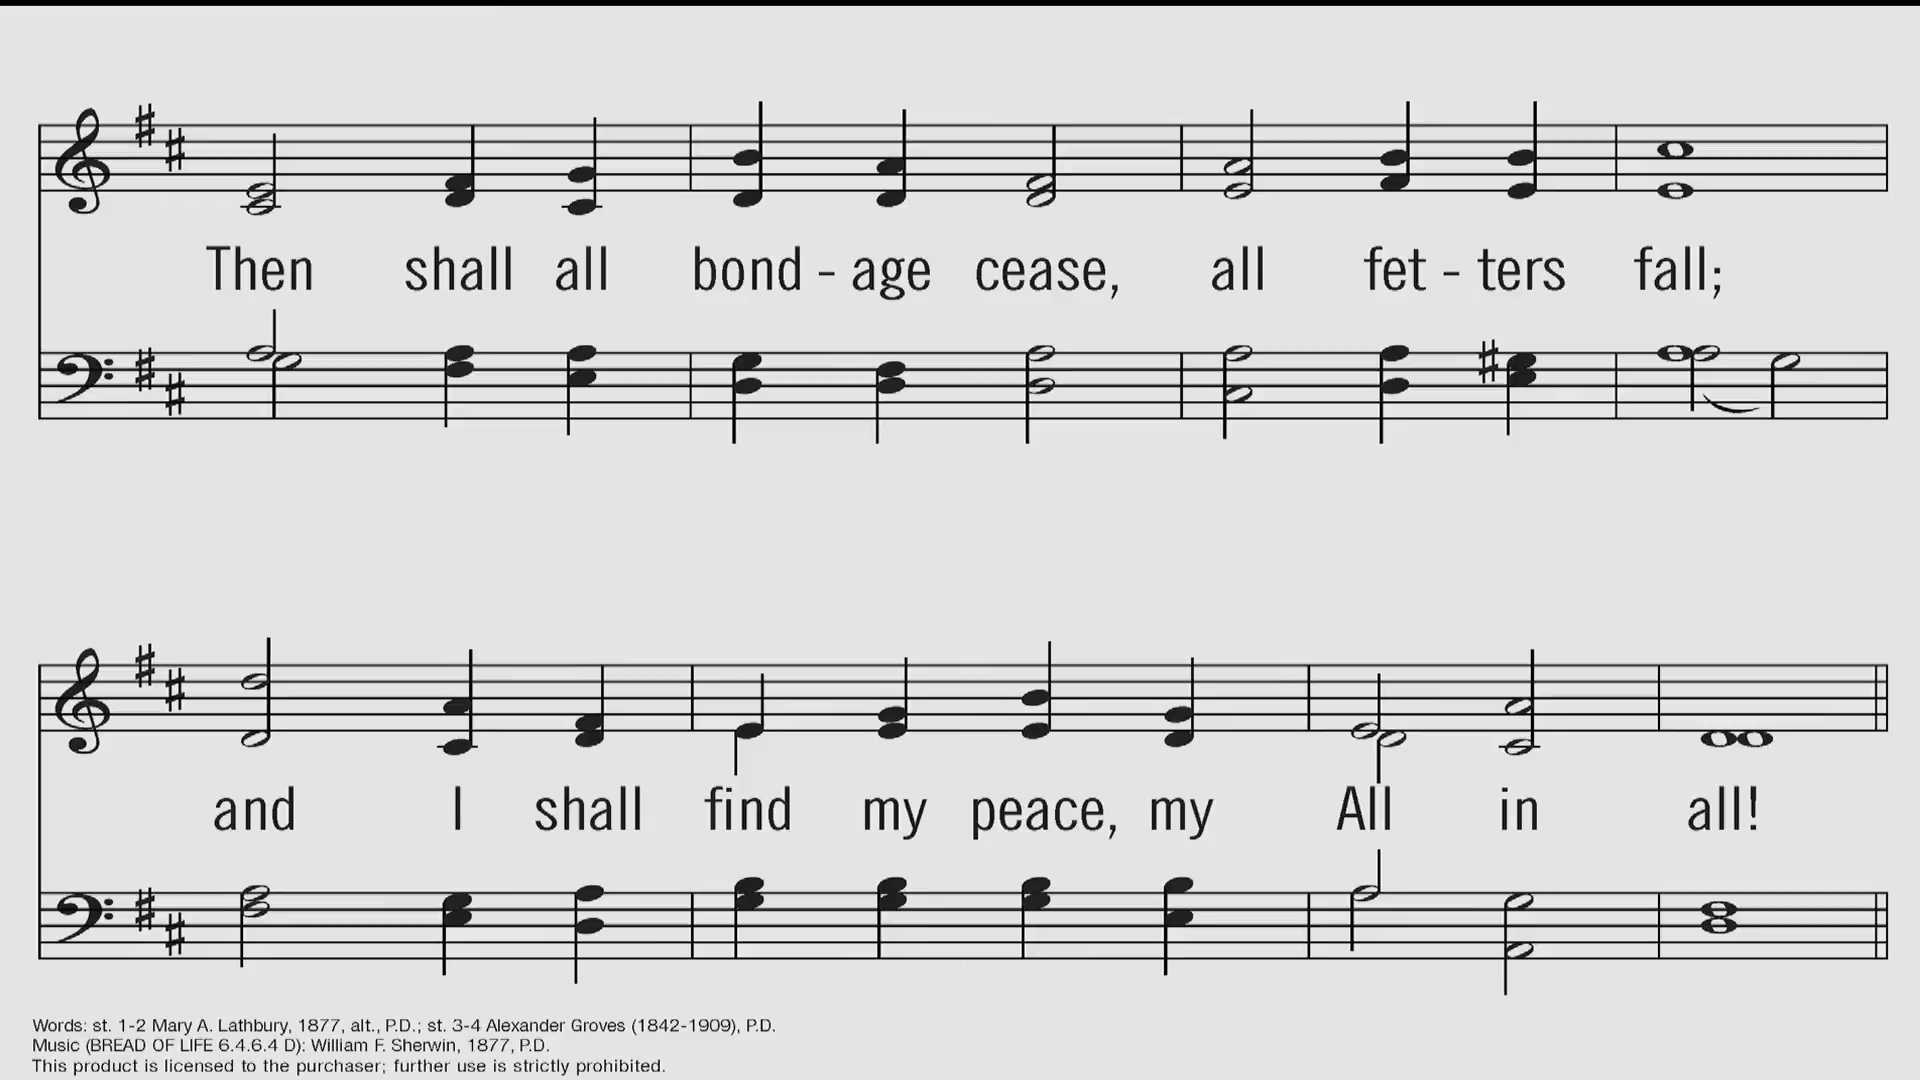 Then shall all bond - age cease, all fet - ters fall;
and I shall find my peace, my All in all!
Words: st. 1-2 Mary A. Lathbury, 1877, alt., P.D.; st. 3-4 Alexander Groves (1842-1909), P.D.
Music (BREAD OF LIFE 6.4.6.4 D): William F. Sherwin, 1877, P.D.
This product is licensed to the purchaser; further use is strictly prohibited.